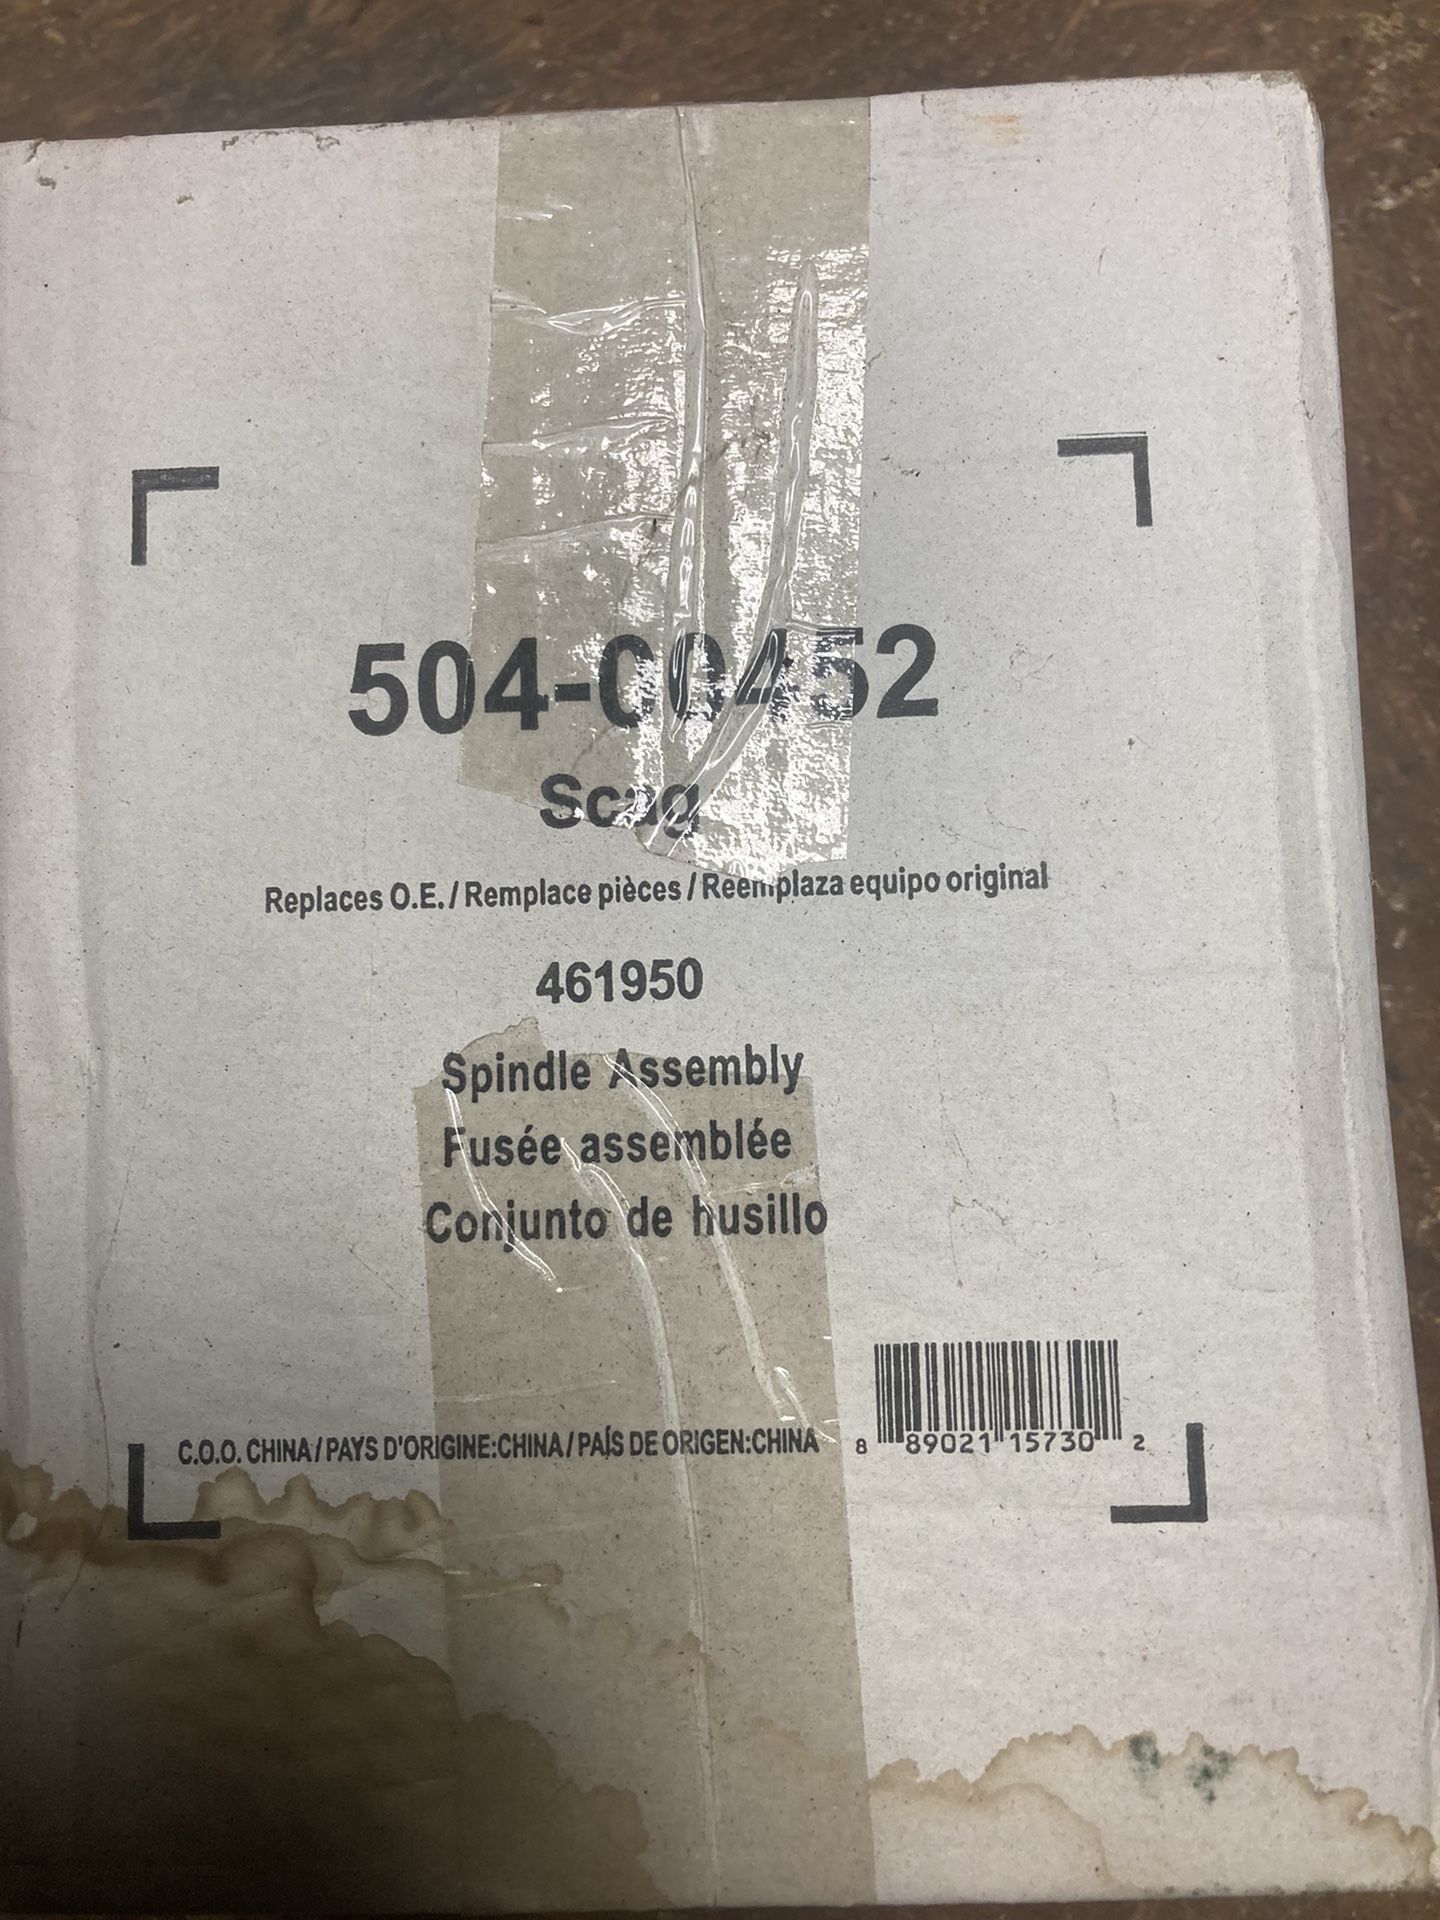 504-00452
Scag
Replaces O.E. / Remplace pièces / Reemplaza equipo original
461950
Spindle Assembly
Fusée assemblée
Conjunto de husillo
C.O.O. CHINA / PAYS D'ORIGINE:CHINA / PAÍS DE ORIGEN:CHINA
8 89021 15730 2